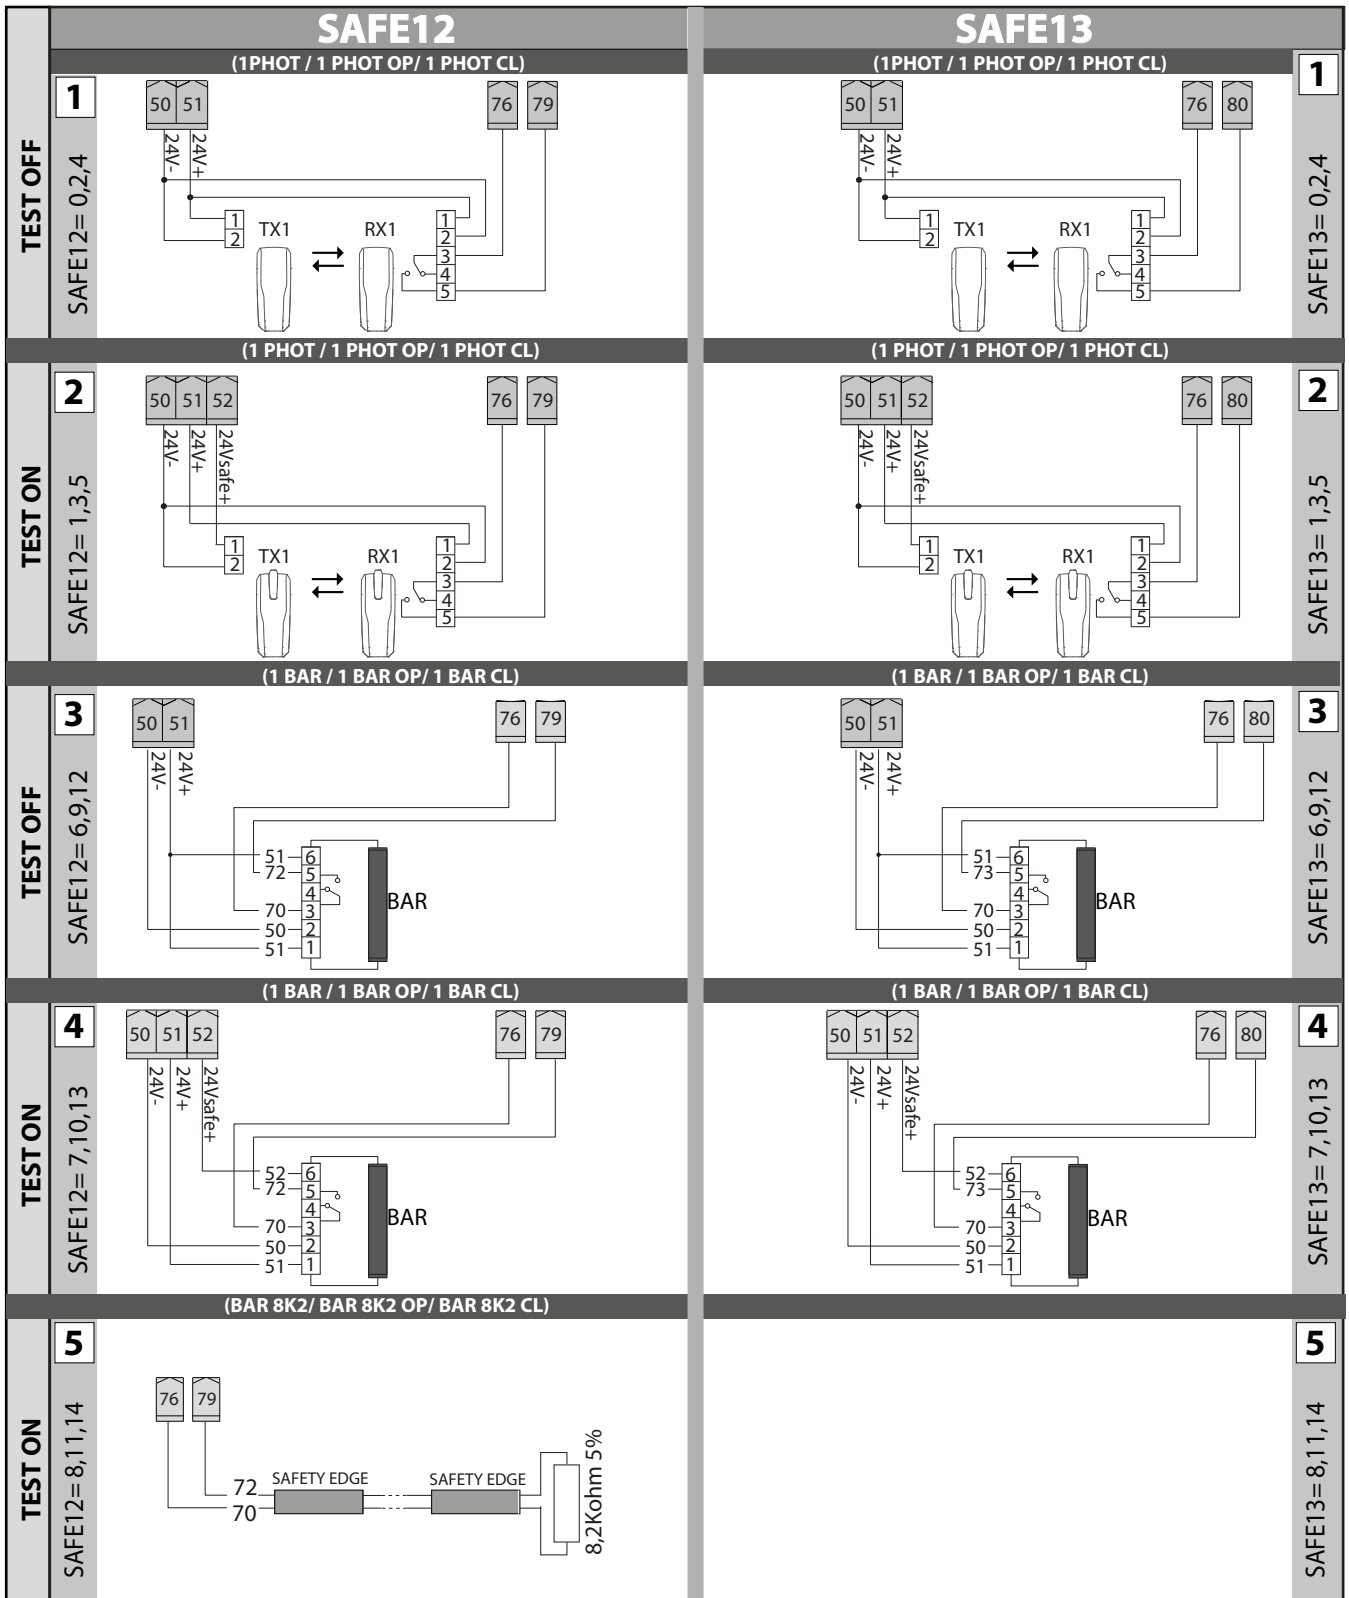 SAFE12
SAFE13
(1PHOT / 1 PHOT OP/ 1 PHOT CL)
(1PHOT / 1 PHOT OP/ 1 PHOT CL)
TEST OFF
1
SAFE12= 0,2,4
50 51 76 79
24V-
24V+
1
2
TX1
RX1
1
2
3
4
5
50 51 76 80
24V-
24V+
1
2
TX1
RX1
1
2
3
4
5
1
SAFE13= 0,2,4
(1 PHOT / 1 PHOT OP/ 1 PHOT CL)
(1 PHOT / 1 PHOT OP/ 1 PHOT CL)
TEST ON
2
SAFE12= 1,3,5
50 51 52 76 79
24V-
24V+
24Vsafe+
1
2
TX1
RX1
1
2
3
4
5
50 51 52 76 80
24V-
24V+
24Vsafe+
1
2
TX1
RX1
1
2
3
4
5
2
SAFE13= 1,3,5
(1 BAR / 1 BAR OP/ 1 BAR CL)
(1 BAR / 1 BAR OP/ 1 BAR CL)
TEST OFF
3
SAFE12= 6,9,12
50 51 76 79
24V-
24V+
51 6
72 5
4
70 3
50 2
51 1
BAR
50 51 76 80
24V-
24V+
51 6
73 5
4
70 3
50 2
51 1
BAR
3
SAFE13= 6,9,12
(1 BAR / 1 BAR OP/ 1 BAR CL)
(1 BAR / 1 BAR OP/ 1 BAR CL)
TEST ON
4
SAFE12= 7,10,13
50 51 52 76 79
24V-
24V+
24Vsafe+
52 6
72 5
4
70 3
50 2
51 1
BAR
50 51 52 76 80
24V-
24V+
24Vsafe+
52 6
73 5
4
70 3
50 2
51 1
BAR
4
SAFE13= 7,10,13
(BAR 8K2/ BAR 8K2 OP/ BAR 8K2 CL)
TEST ON
5
SAFE12= 8,11,14
76 79
72
70
SAFETY EDGE
SAFETY EDGE
8,2Kohm 5%
5
SAFE13= 8,11,14